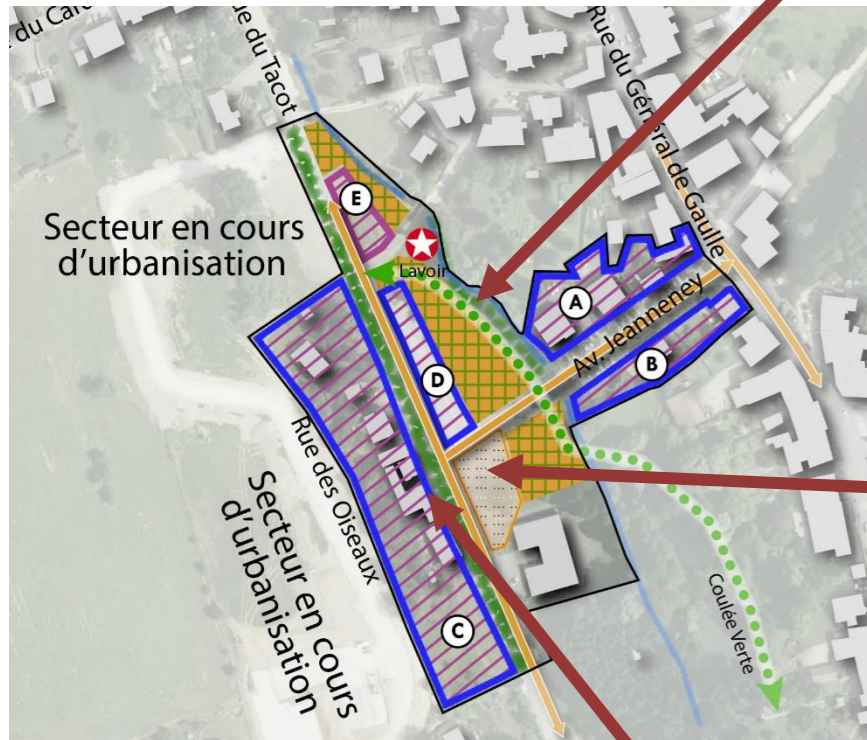 Rue du Tacot
Rue du Général de Gaulle
E
Secteur en cours
d'urbanisation
Lavoir
A
Av. Jeanneney
B
D
Rue des Oiseaux
Secteur en cours
d'urbanisation
C
Coulée Verte